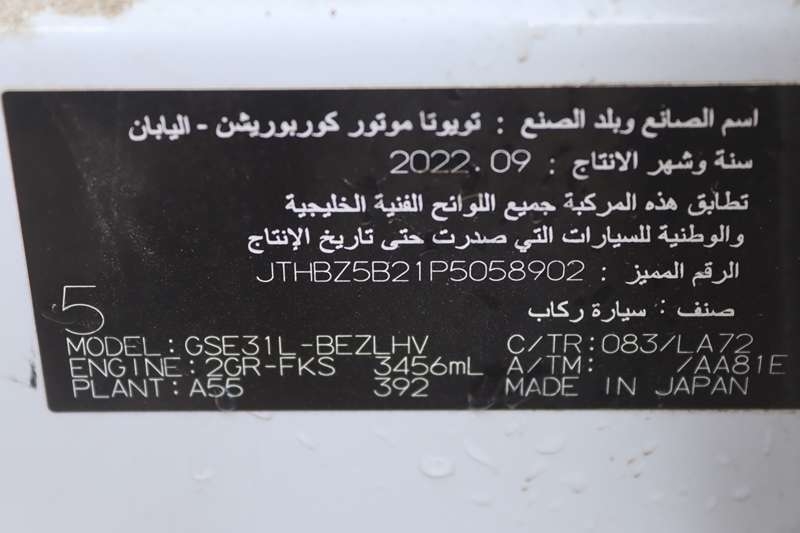 اسم الصانع وبلد الصنع : تويوتا موتور كوربوريشن - اليابان
سنة وشهر الانتاج : 2022.09
تطابق هذه المركبة جميع اللوائح الفنية الخليجية
والوطنية للسيارات التي صدرت حتى تاريخ الإنتاج
الرقم المميز : JTHBZ5B21P5058902
صنف : سيارة ركاب
5
MODEL: GSE31L-BEZLHV C/TR: 083/LA72
ENGINE: 2GR-FKS 3456mL A/TM: /AA81E
PLANT: A55 392 MADE IN JAPAN